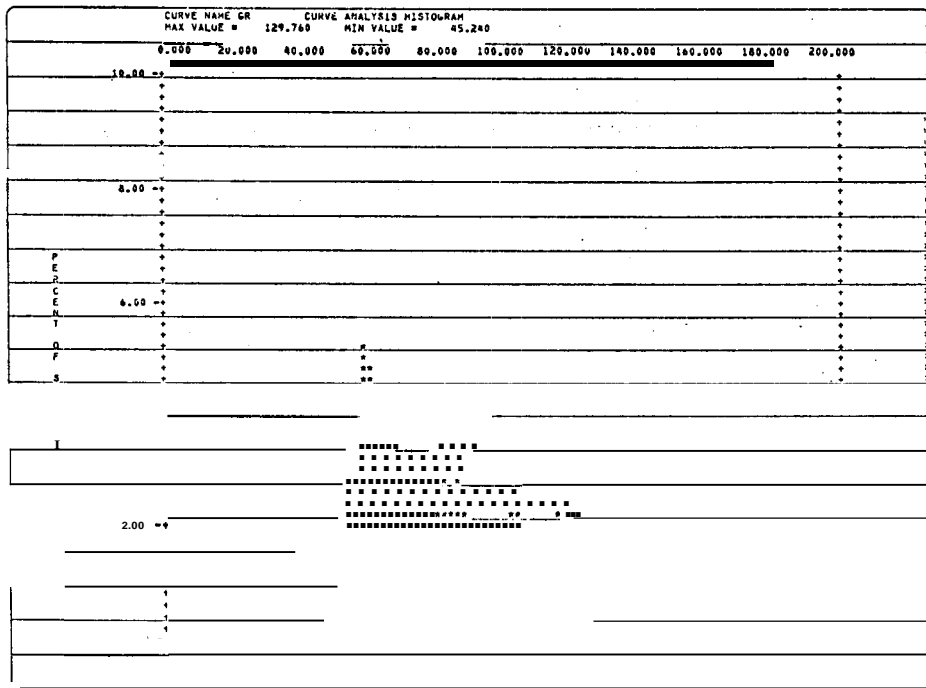 CURVE NAME GR CURVE ANALYSIS HISTOGRAM
MAX VALUE = 129.760 MIN VALUE = 45.240
0.000 20.000 40.000 60.000 80.000 100.000 120.000 140.000 160.000 180.000 200.000
10.00
8.00
P
E
R
C
E
6.00
N
T
O
F
S
I
2.00